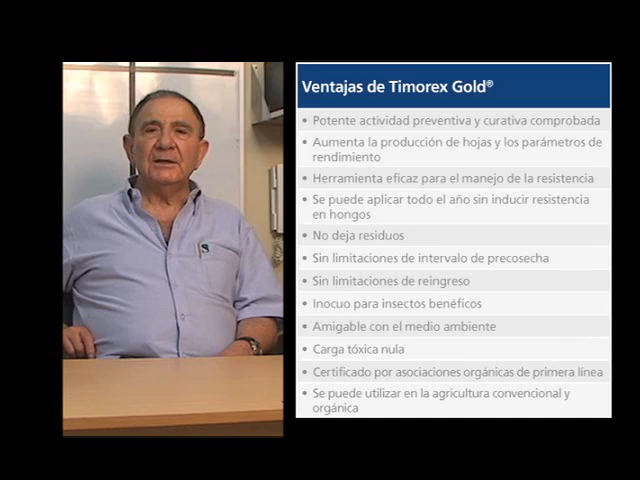 Ventajas de Timorex Gold®
• Potente actividad preventiva y curativa comprobada
• Aumenta la producción de hojas y los parámetros de
rendimiento
• Herramienta eficaz para el manejo de la resistencia
• Se puede aplicar todo el año sin inducir resistencia
en hongos
• No deja residuos
• Sin limitaciones de intervalo de precosecha
• Sin limitaciones de reingreso
• Inocuo para insectos benéficos
• Amigable con el medio ambiente
• Carga tóxica nula
• Certificado por asociaciones orgánicas de primera línea
• Se puede utilizar en la agricultura convencional y
orgánica